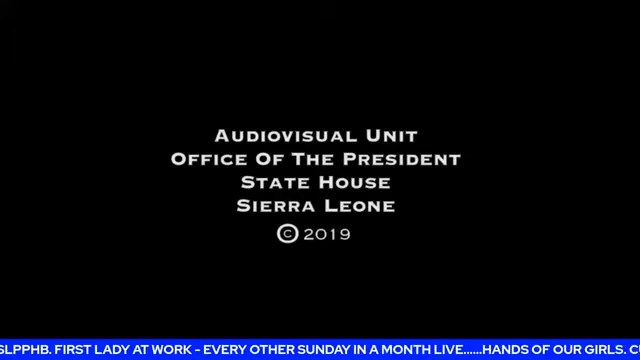 AUDIOVISUAL UNIT
OFFICE OF THE PRESIDENT
STATE HOUSE
SIERRA LEONE
© 2019
SLPPHB. FIRST LADY AT WORK - EVERY OTHER SUNDAY IN A MONTH LIVE......HANDS OF OUR GIRLS.